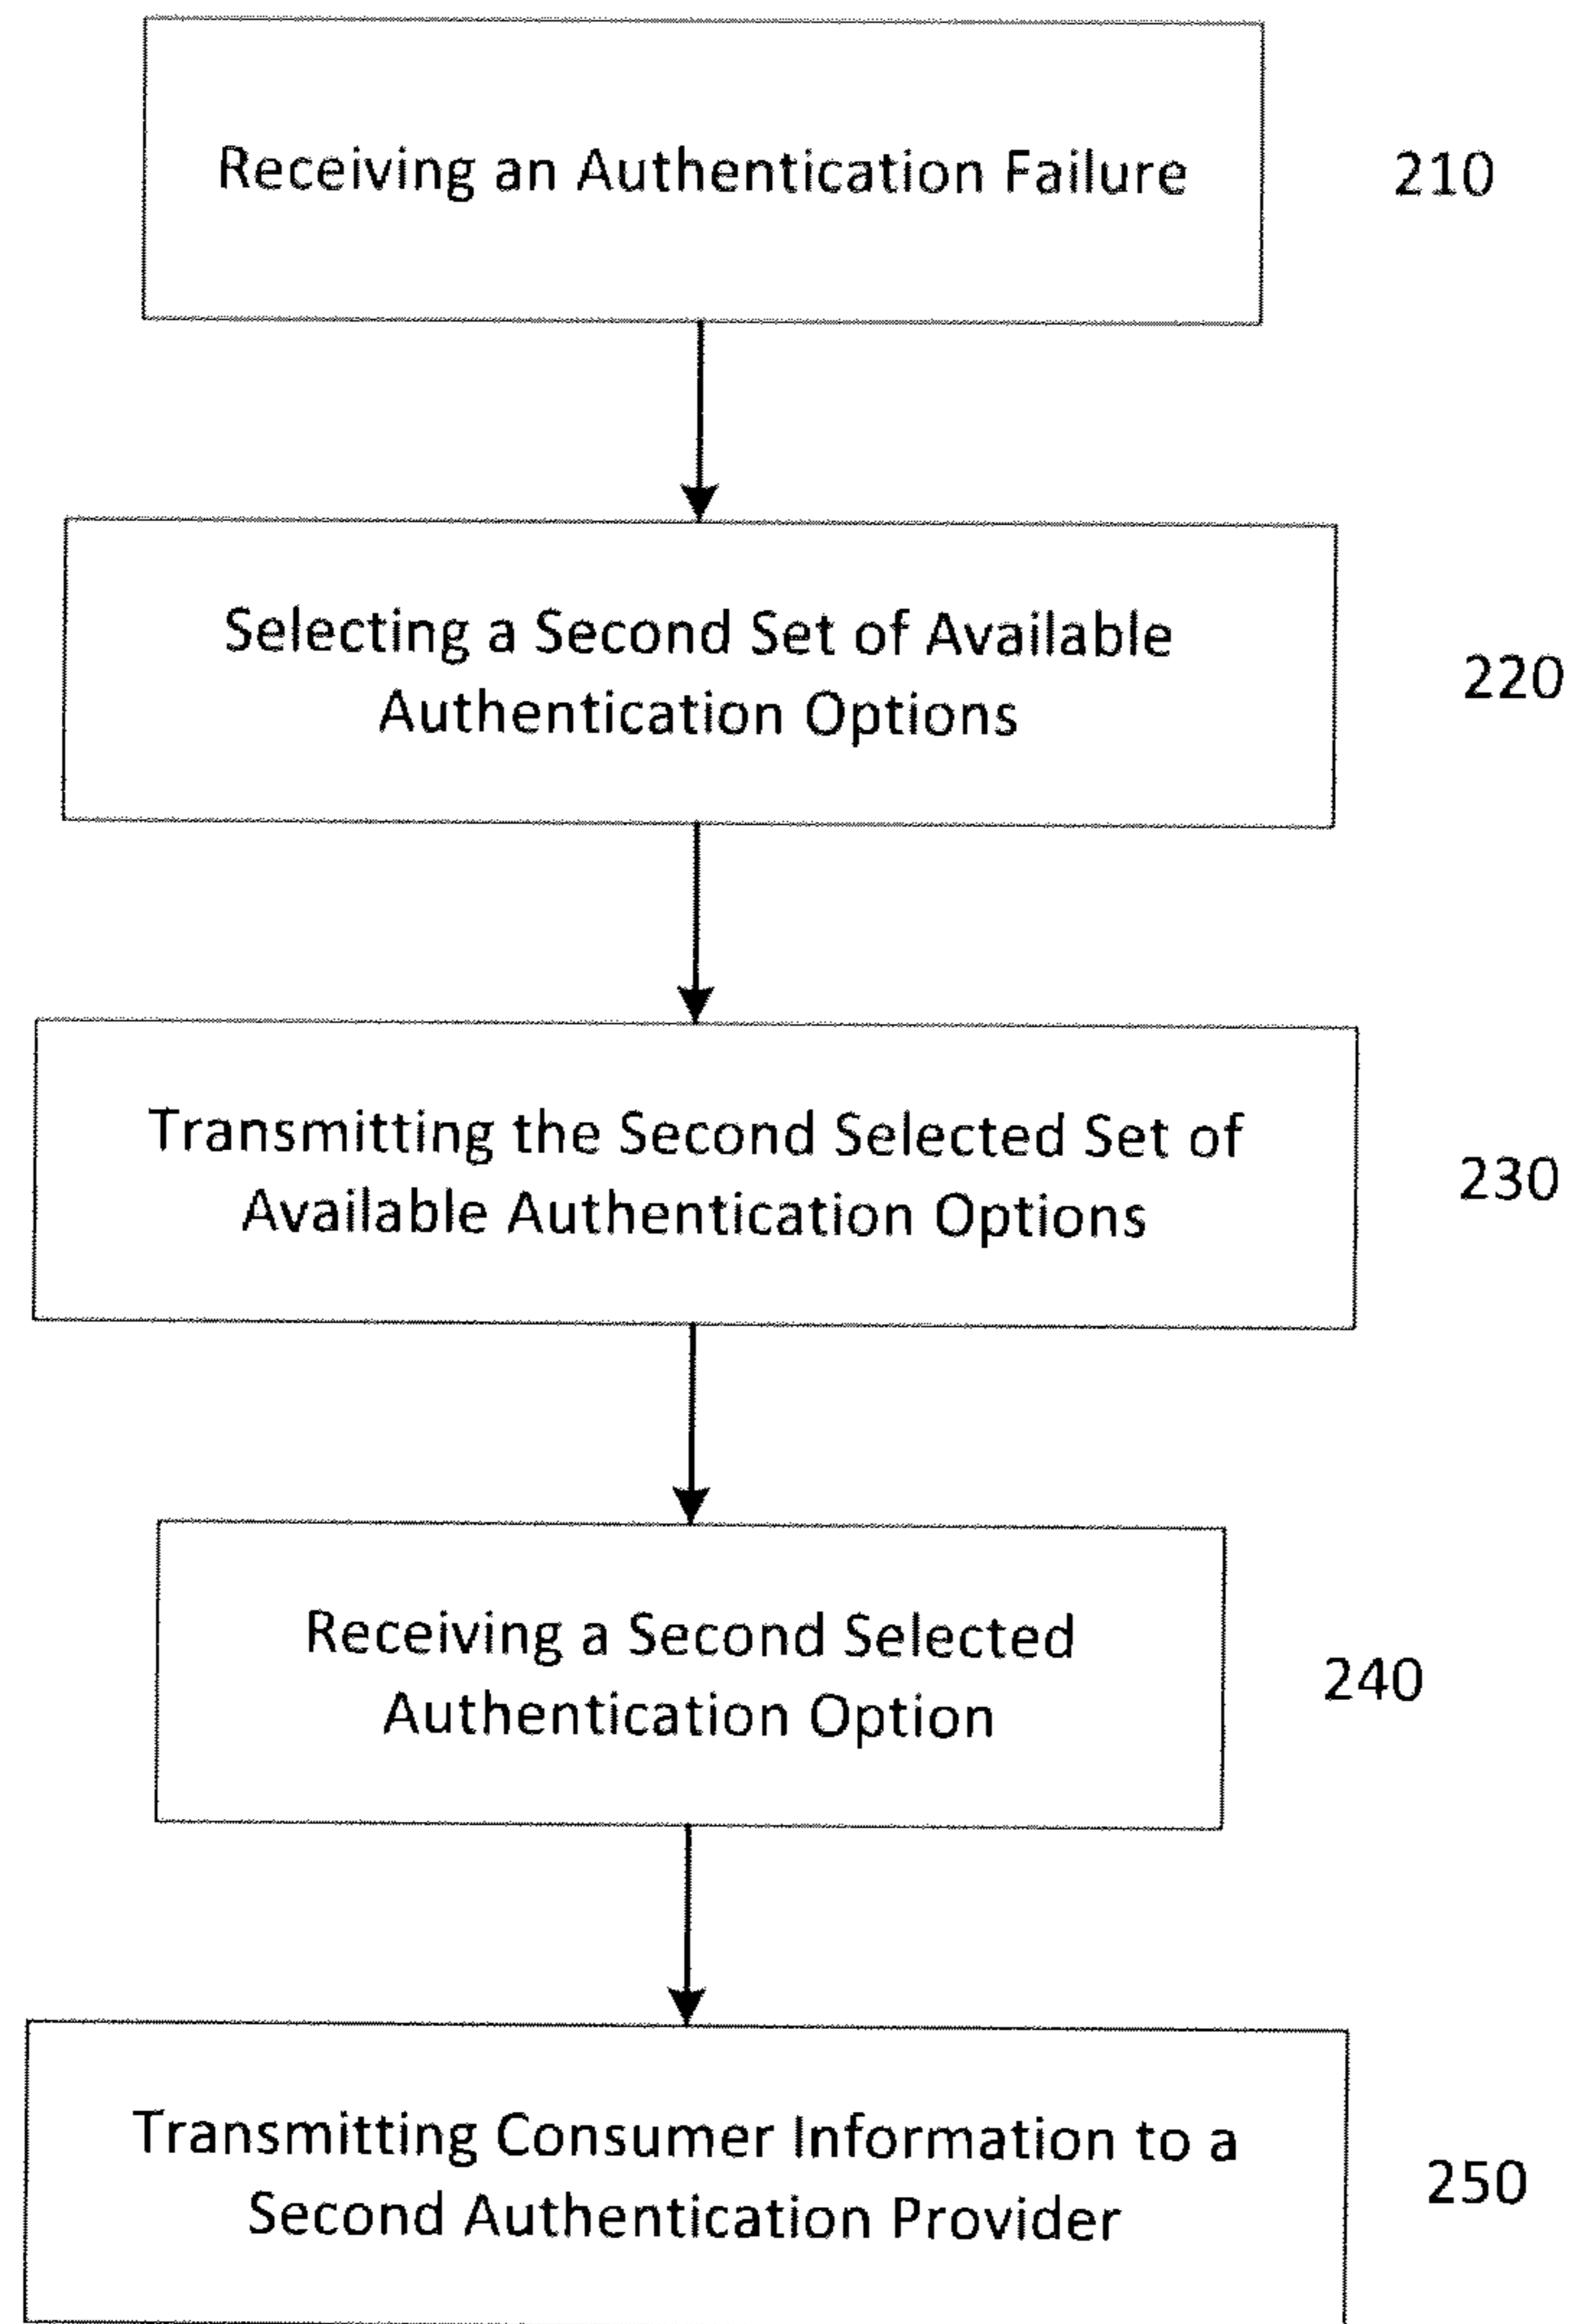 Receiving an Authentication Failure
210
Selecting a Second Set of Available
Authentication Options
220
Transmitting the Second Selected Set of
Available Authentication Options
230
Receiving a Second Selected
Authentication Option
240
Transmitting Consumer Information to a
Second Authentication Provider
250